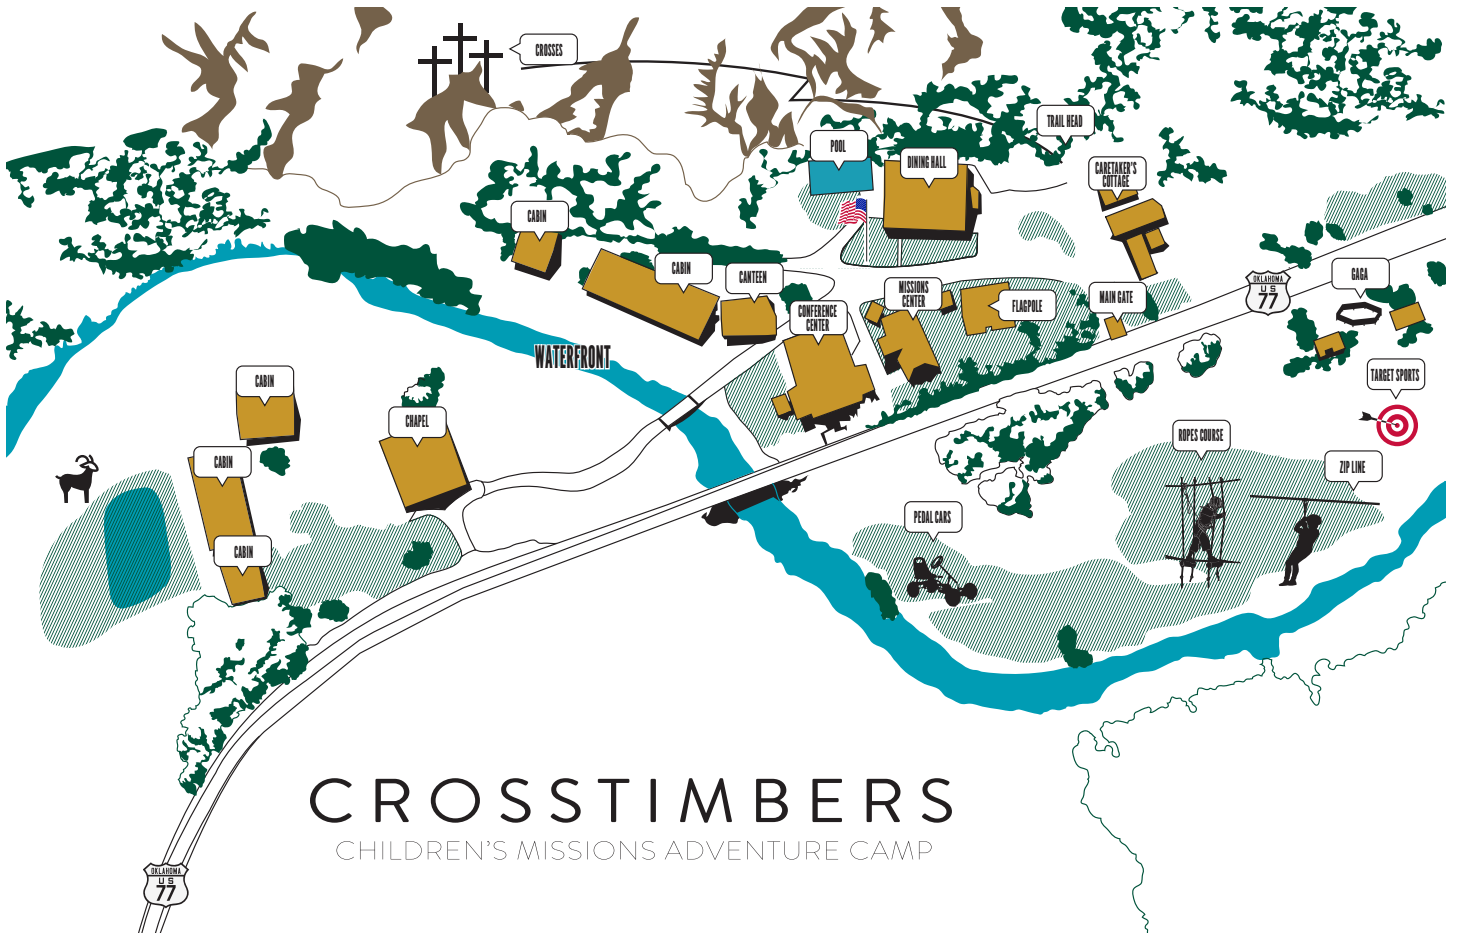 CROSSES
TRAIL HEAD
POOL
DINING HALL
CARETAKER'S
COTTAGE
CABIN
CABIN
CANTEEN
MISSIONS
CENTER
FLAGPOLE
MAIN GATE
OKLAHOMA
US
77
GAGA
CONFERENCE
CENTER
WATERFRONT
CABIN
CHAPEL
TARGET SPORTS
ROPES COURSE
CABIN
ZIP LINE
PEDAL CARS
CABIN
CROSSTIMBERS
CHILDREN'S MISSIONS ADVENTURE CAMP
OKLAHOMA
US
77